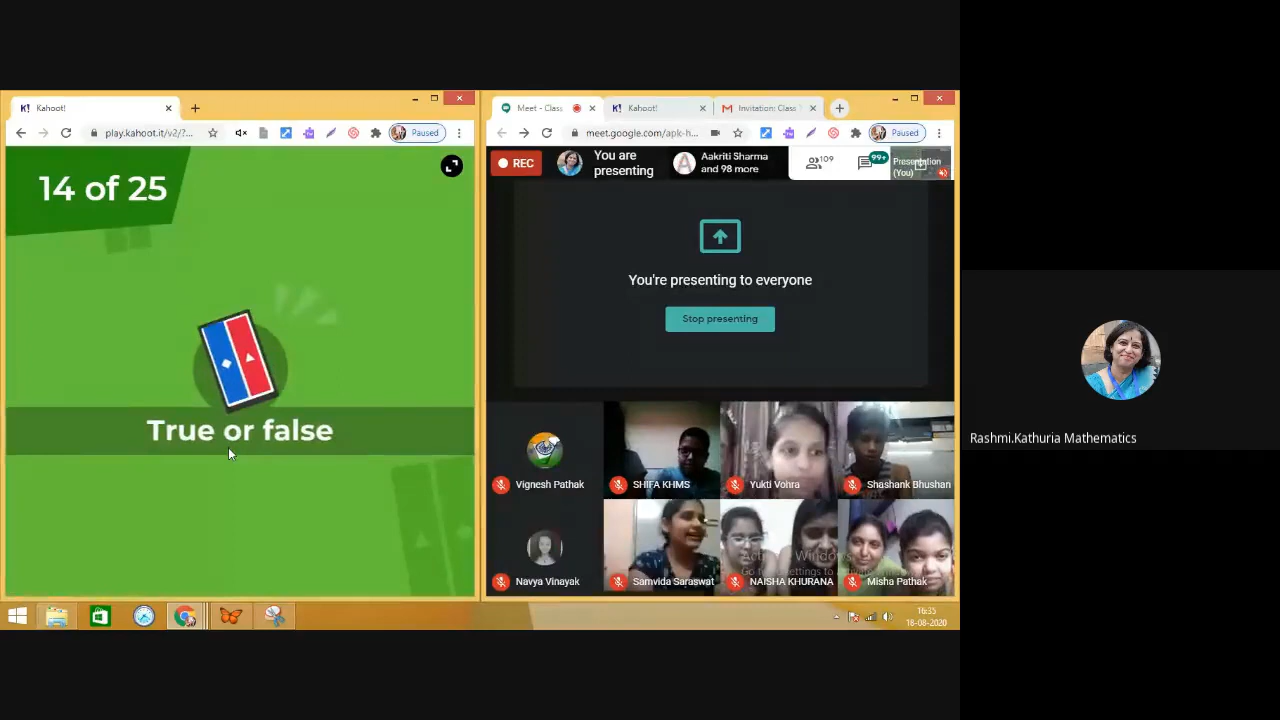 Kahoot!
play.kahoot.it/v2/?...
Paused
14 of 25
True or false
Meet - Class
Kahoot!
Invitation: Class
meet.google.com/apk-h...
Paused
REC
You are
presenting
A
Aakriti Sharma
and 98 more
109
99+
Presentation
(You)
You're presenting to everyone
Stop presenting
Vignesh Pathak
SHIFA KHMS
Yukti Vohra
Shashank Bhushan
Navya Vinayak
Samvida Saraswat
NAISHA KHURANA
Misha Pathak
Rashmi.Kathuria Mathematics
16:35
18-08-2020